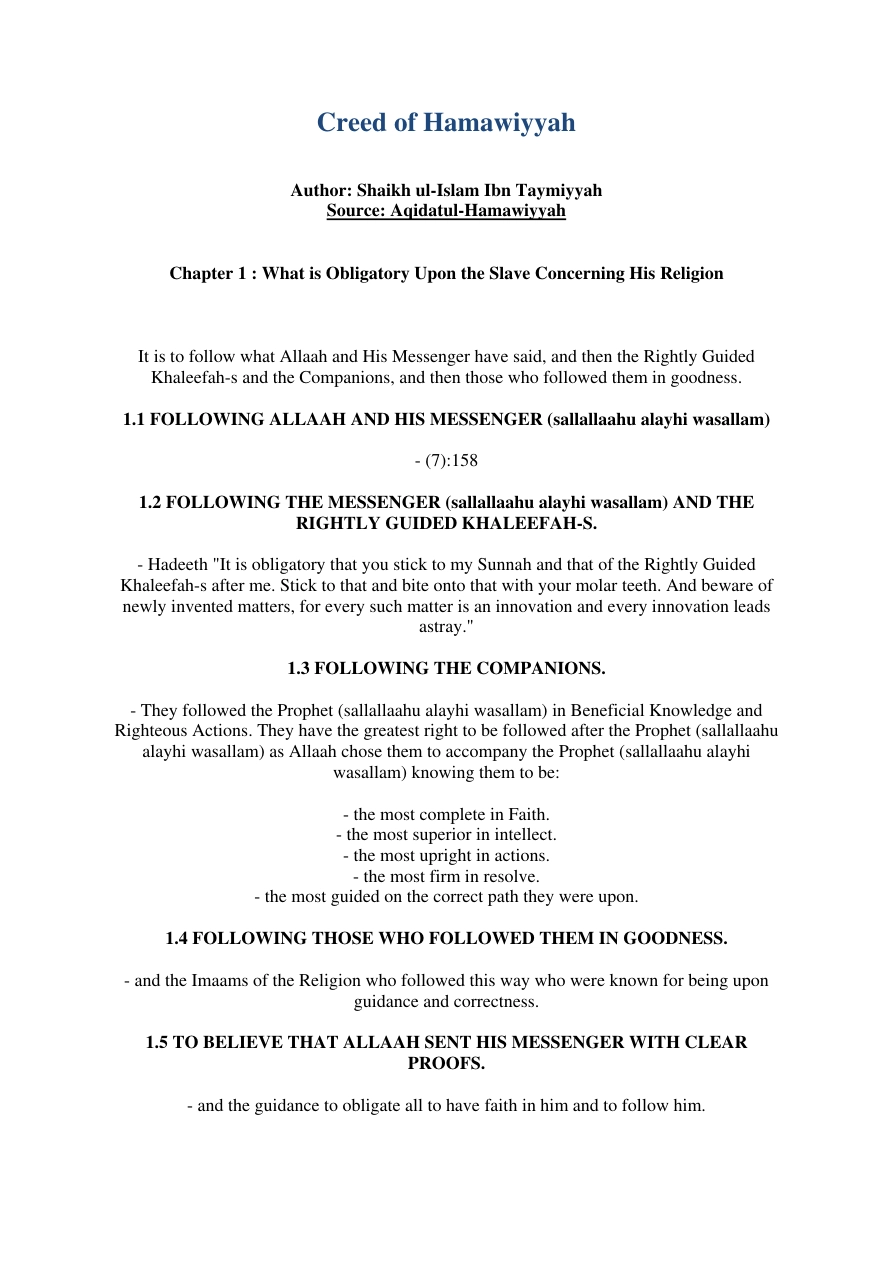 Creed of Hamawiyyah
Author: Shaikh ul-Islam Ibn Taymiyyah
Source: Aqidatul-Hamawiyyah
Chapter 1 : What is Obligatory Upon the Slave Concerning His Religion
It is to follow what Allaah and His Messenger have said, and then the Rightly Guided
Khaleefah-s and the Companions, and then those who followed them in goodness.
1.1 FOLLOWING ALLAAH AND HIS MESSENGER (sallallaahu alayhi wasallam)
- (7):158
1.2 FOLLOWING THE MESSENGER (sallallaahu alayhi wasallam) AND THE
RIGHTLY GUIDED KHALEEFAH-S.
- Hadeeth "It is obligatory that you stick to my Sunnah and that of the Rightly Guided
Khaleefah-s after me. Stick to that and bite onto that with your molar teeth. And beware of
newly invented matters, for every such matter is an innovation and every innovation leads
astray."
1.3 FOLLOWING THE COMPANIONS.
- They followed the Prophet (sallallaahu alayhi wasallam) in Beneficial Knowledge and
Righteous Actions. They have the greatest right to be followed after the Prophet (sallallaahu
alayhi wasallam) as Allaah chose them to accompany the Prophet (sallallaahu alayhi
wasallam) knowing them to be:
- the most complete in Faith.
- the most superior in intellect.
- the most upright in actions.
- the most firm in resolve.
- the most guided on the correct path they were upon.
1.4 FOLLOWING THOSE WHO FOLLOWED THEM IN GOODNESS.
- and the Imaams of the Religion who followed this way who were known for being upon
guidance and correctness.
1.5 TO BELIEVE THAT ALLAAH SENT HIS MESSENGER WITH CLEAR
PROOFS.
- and the guidance to obligate all to have faith in him and to follow him.